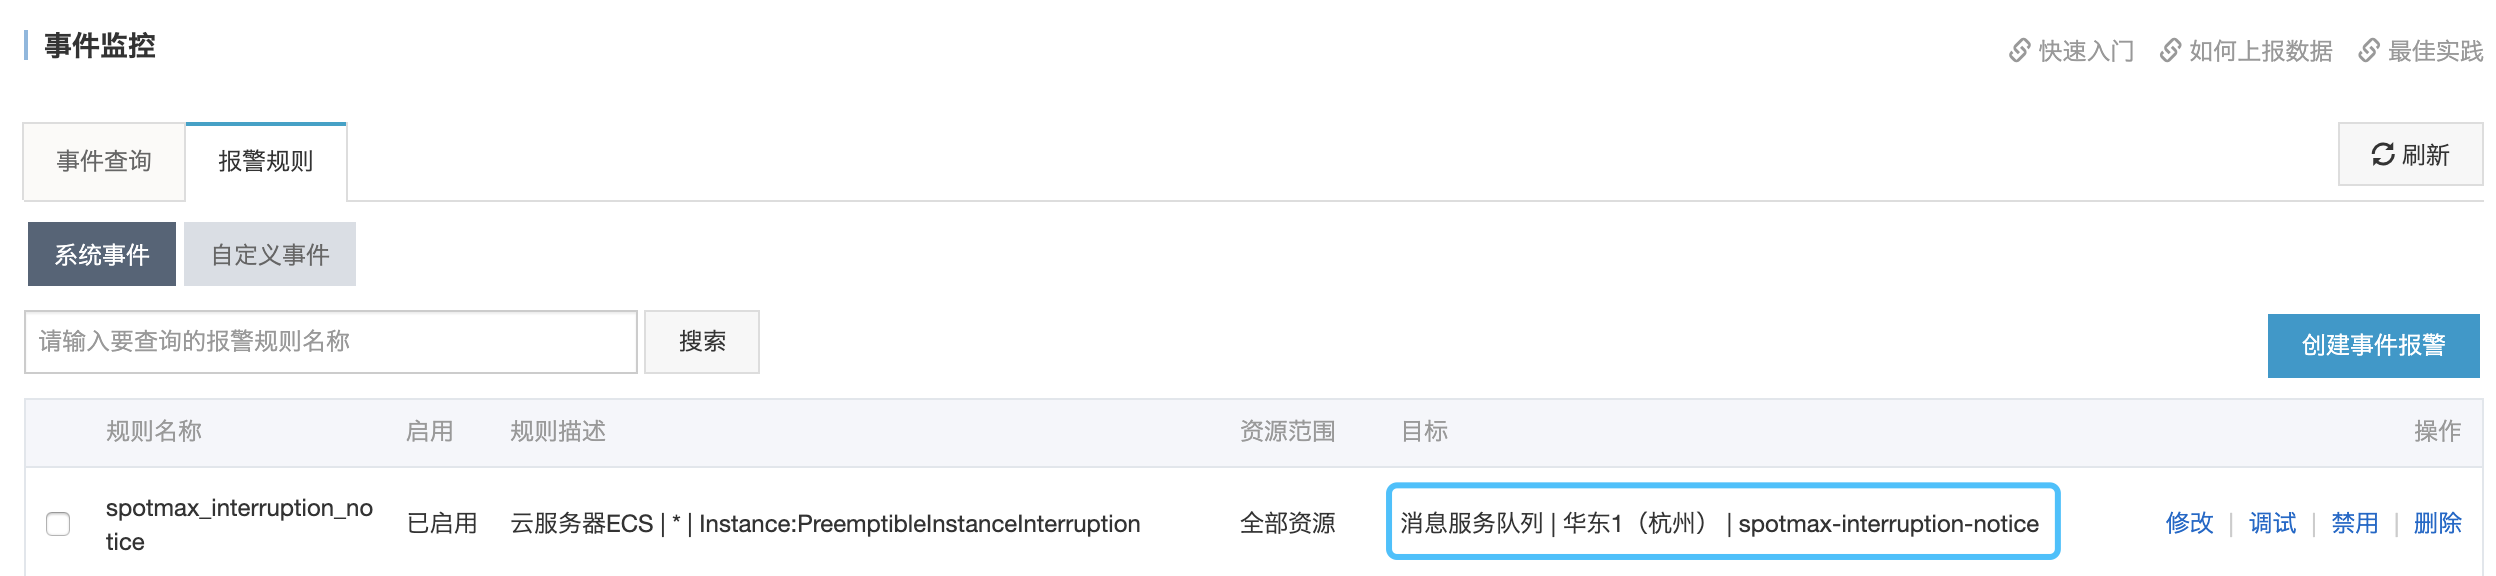 事件监控
快速入门 如何上报数据 最佳实践
事件查询 报警规则 刷新
系统事件 自定义事件
请输入要查询的报警规则名称 搜索 创建事件报警
规则名称 启用 规则描述 资源范围 目标 操作
spotmax_interruption_no
tice
已启用 云服务器ECS | * | Instance:PreemptibleInstanceInterruption 全部资源 消息服务队列 | 华东1（杭州） | spotmax-interruption-notice 修改 | 调试 | 禁用 | 删除